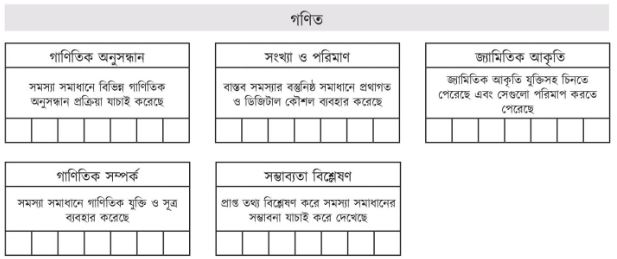 গণিত
গাণিতিক অনুসন্ধান
সমস্যা সমাধানে বিভিন্ন গাণিতিক
অনুসন্ধান প্রক্রিয়া যাচাই করেছে
সংখ্যা ও পরিমাণ
বাস্তব সমস্যার বস্তুনিষ্ঠ সমাধানে প্রথাগত
ও ডিজিটাল কৌশল ব্যবহার করেছে
জ্যামিতিক আকৃতি
জ্যামিতিক আকৃতি যুক্তিসহ চিনতে
পেরেছে এবং সেগুলো পরিমাপ করতে
পেরেছে
গাণিতিক সম্পর্ক
সমস্যা সমাধানে গাণিতিক যুক্তি ও সূত্র
ব্যবহার করেছে
সম্ভাব্যতা বিশ্লেষণ
প্রাপ্ত তথ্য বিশ্লেষণ করে সমস্যা সমাধানের
সম্ভাবনা যাচাই করে দেখেছে